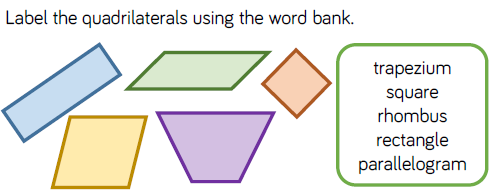 Label the quadrilaterals using the word bank.
trapezium
square
rhombus
rectangle
parallelogram